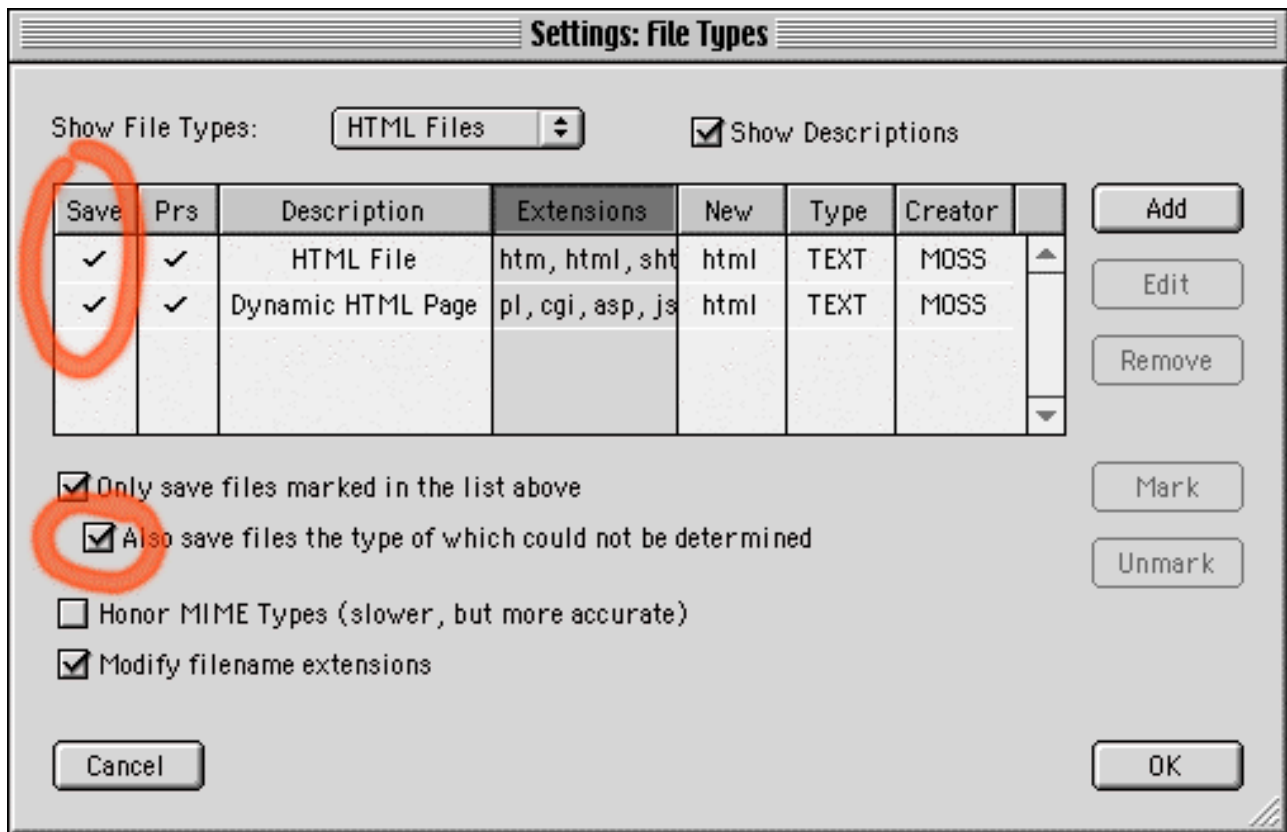 Settings: File Types
Show File Types: HTML Files Show Descriptions
Save Prs Description Extensions New Type Creator Add
HTML File htm, html, sht html TEXT MOSS
Edit
Dynamic HTML Page pl, cgi, asp, js html TEXT MOSS
Remove
Only save files marked in the list above Mark
Also save files the type of which could not be determined
Unmark
Honor MIME Types (slower, but more accurate)
Modify filename extensions
Cancel OK